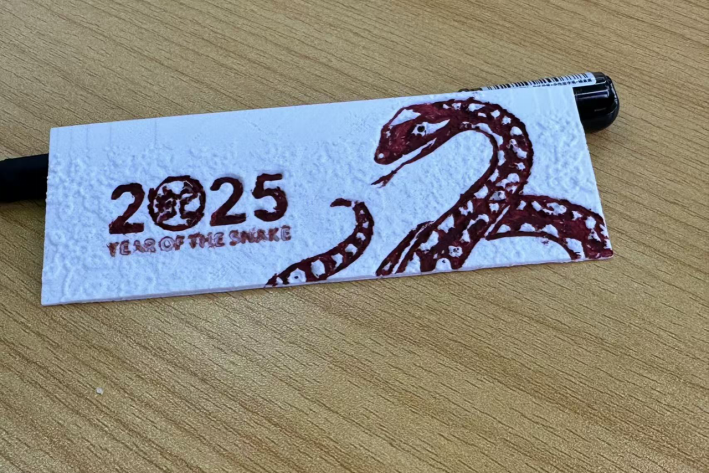 2025
YEAR OF THE SNAKE